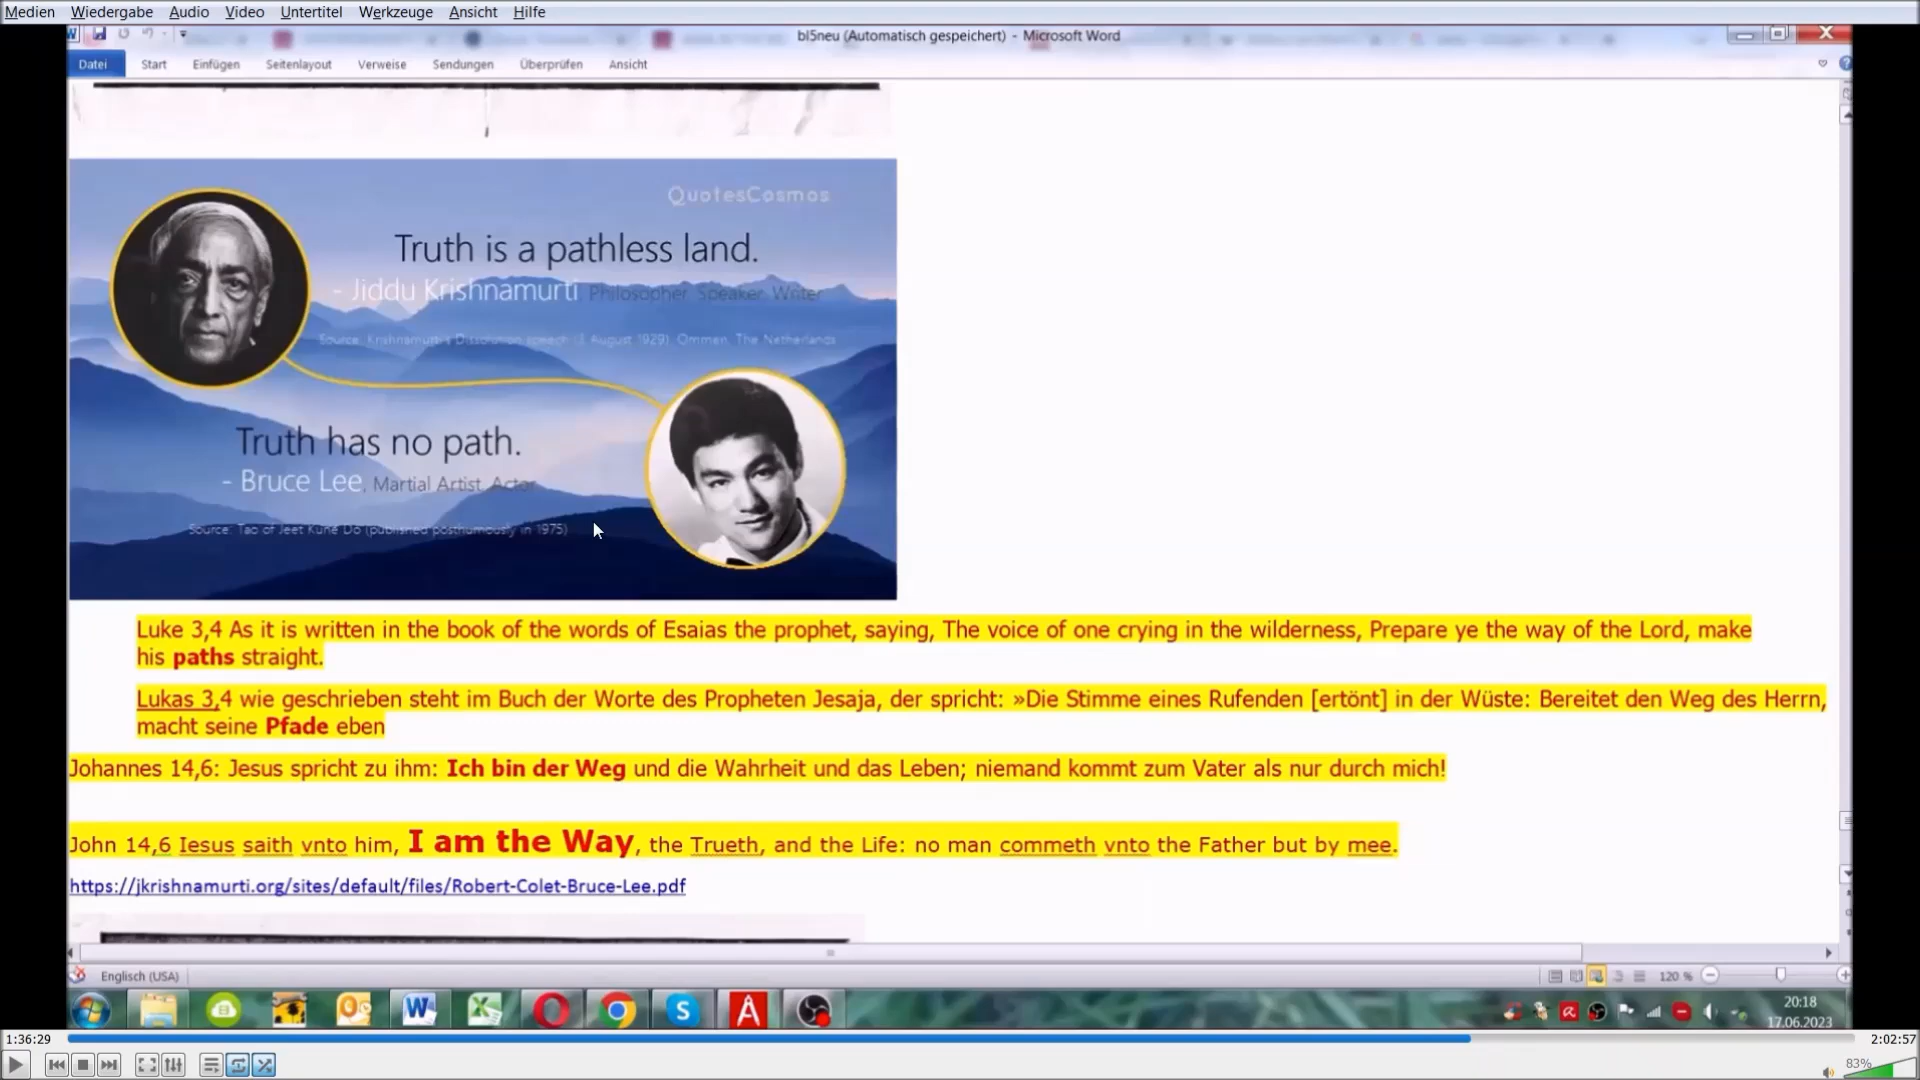 Medien Wiedergabe Audio Video Untertitel Werkzeuge Ansicht Hilfe
bl5neu (Automatisch gespeichert) - Microsoft Word
Datei Start Einfügen Seitenlayout Verweise Sendungen Überprüfen Ansicht
QuotesCosmos
Truth is a pathless land.
- Jiddu Krishnamurti, Philosopher, Speaker, Writer
Source: Krishnamurti's Dissolution speech (3 August 1929), Ommen, The Netherlands
Truth has no path.
- Bruce Lee, Martial Artist, Actor
Source: Tao of Jeet Kune Do (published posthumously in 1975)
Luke 3,4 As it is written in the book of the words of Esaias the prophet, saying, The voice of one crying in the wilderness, Prepare ye the way of the Lord, make
his paths straight.
Lukas 3,4 wie geschrieben steht im Buch der Worte des Propheten Jesaja, der spricht: »Die Stimme eines Rufenden [ertönt] in der Wüste: Bereitet den Weg des Herrn,
macht seine Pfade eben
Johannes 14,6: Jesus spricht zu ihm: Ich bin der Weg und die Wahrheit und das Leben; niemand kommt zum Vater als nur durch mich!
John 14,6 Iesus saith vnto him, I am the Way, the Trueth, and the Life: no man commeth vnto the Father but by mee.
https://jkrishnamurti.org/sites/default/files/Robert-Colet-Bruce-Lee.pdf
Englisch (USA)
120 %
20:18
17.06.2023
1:36:29
2:02:57
83%